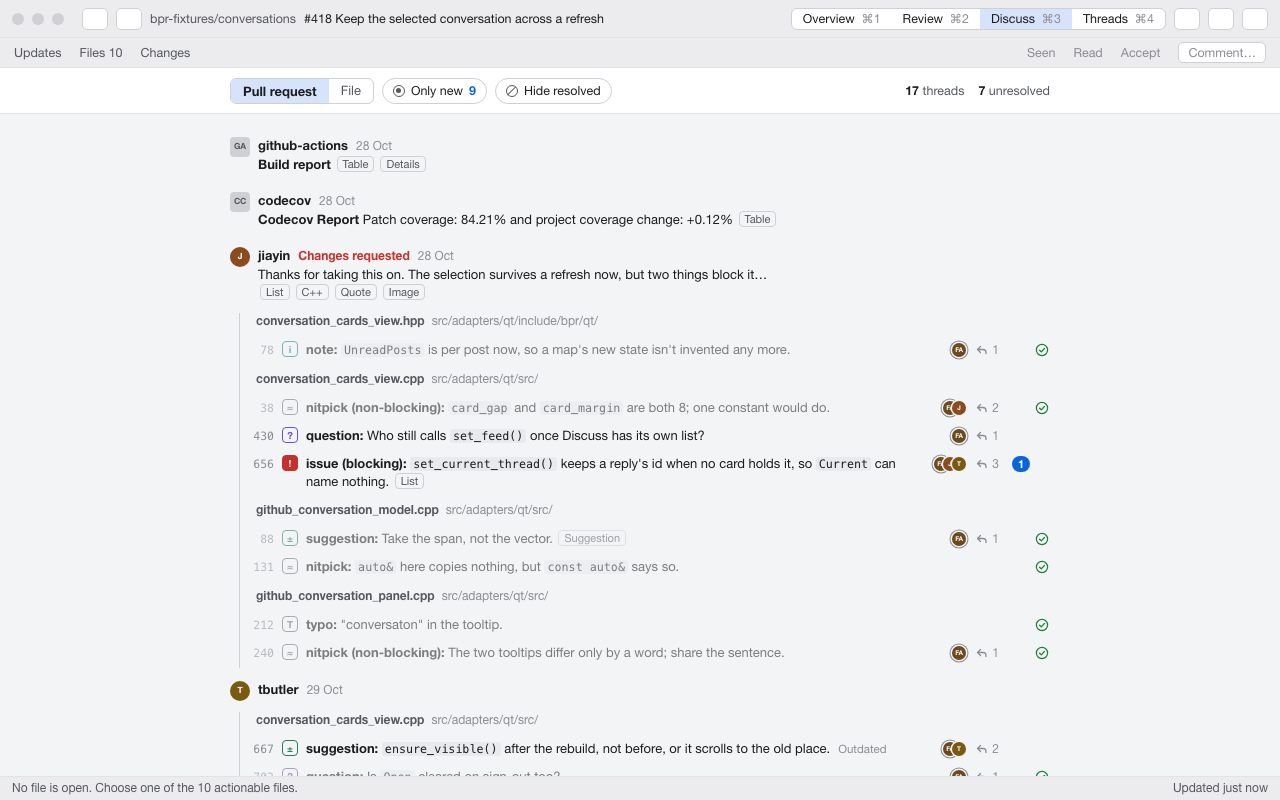 bpr-fixtures/conversations #418 Keep the selected conversation across a refresh
Overview ⌘1 Review ⌘2 Discuss ⌘3 Threads ⌘4
Updates Files 10 Changes
Seen Read Accept Comment…
Pull request File Only new 9 Hide resolved
17 threads 7 unresolved
GA github-actions 28 Oct
Build report Table Details
CC codecov 28 Oct
Codecov Report Patch coverage: 84.21% and project coverage change: +0.12% Table
J jiayin Changes requested 28 Oct
Thanks for taking this on. The selection survives a refresh now, but two things block it…
List C++ Quote Image
conversation_cards_view.hpp src/adapters/qt/include/bpr/qt/
78 i note: UnreadPosts is per post now, so a map's new state isn't invented any more. FA 1
conversation_cards_view.cpp src/adapters/qt/src/
38 ≈ nitpick (non-blocking): card_gap and card_margin are both 8; one constant would do. J 2
430 ? question: Who still calls set_feed() once Discuss has its own list? FA 1
656 ! issue (blocking): set_current_thread() keeps a reply's id when no card holds it, so Current can T 3 1
name nothing. List
github_conversation_model.cpp src/adapters/qt/src/
88 ± suggestion: Take the span, not the vector. Suggestion FA 1
131 ≈ nitpick: auto& here copies nothing, but const auto& says so.
github_conversation_panel.cpp src/adapters/qt/src/
212 T typo: "conversaton" in the tooltip.
240 ≈ nitpick (non-blocking): The two tooltips differ only by a word; share the sentence. FA 1
T tbutler 29 Oct
conversation_cards_view.cpp src/adapters/qt/src/
667 ± suggestion: ensure_visible() after the rebuild, not before, or it scrolls to the old place. Outdated T 2
No file is open. Choose one of the 10 actionable files.
Updated just now